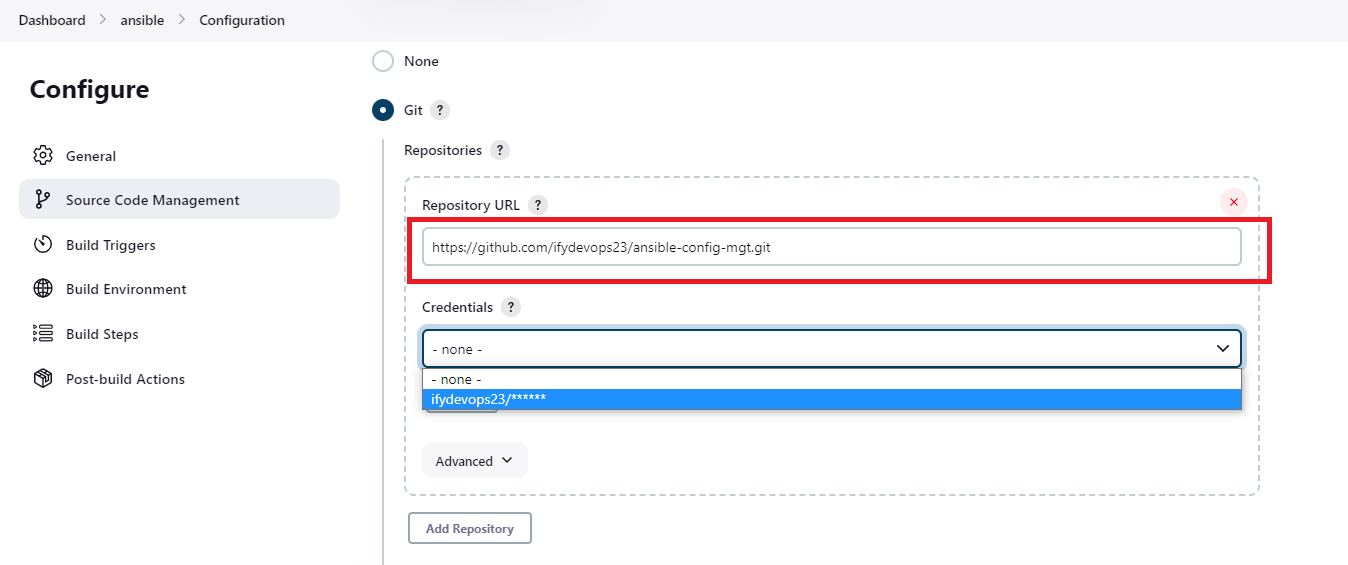 Dashboard > ansible > Configuration
Configure
General
Source Code Management
Build Triggers
Build Environment
Build Steps
Post-build Actions
None
Git ?
Repositories ?
Repository URL ?
https://github.com/ifydevops23/ansible-config-mgt.git
Credentials ?
- none -
- none -
ifydevops23/******
Advanced
Add Repository